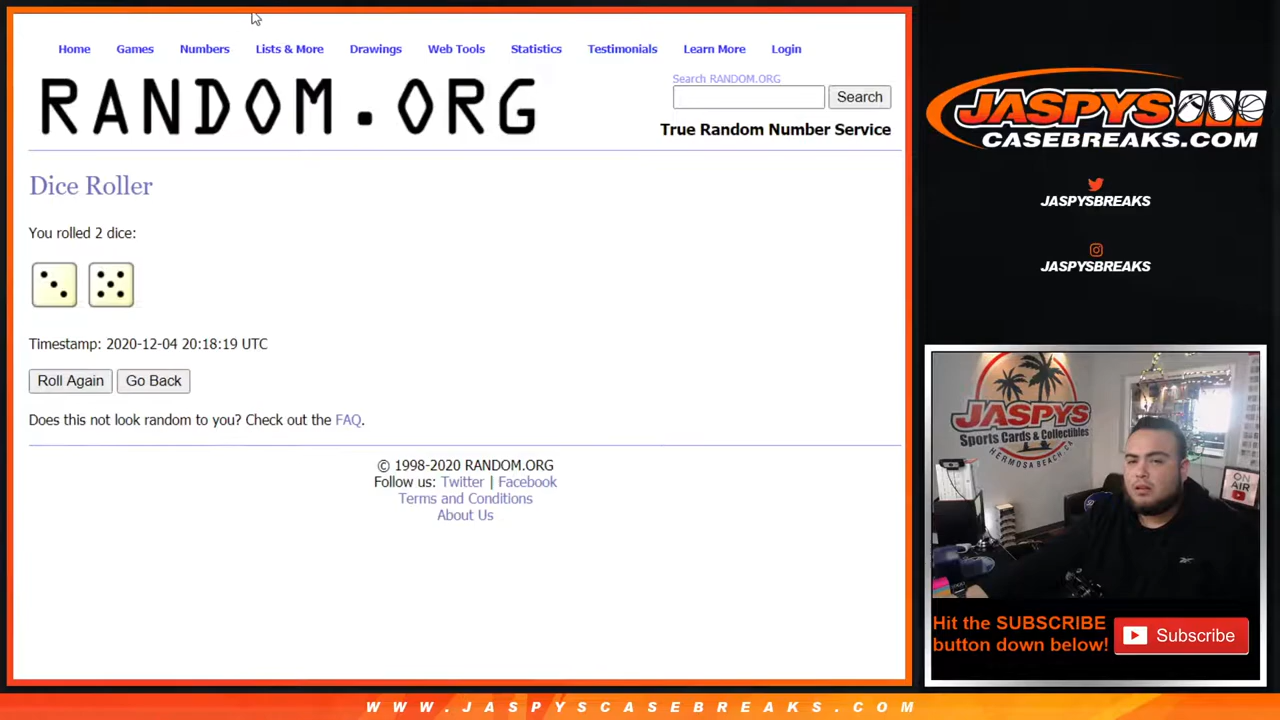 Home Games Numbers Lists & More Drawings Web Tools Statistics Testimonials Learn More Login
RANDOM.ORG
Search RANDOM.ORG
Search
True Random Number Service
Dice Roller
You rolled 2 dice:
Timestamp: 2020-12-04 20:18:19 UTC
Roll Again Go Back
Does this not look random to you? Check out the FAQ.
© 1998-2020 RANDOM.ORG
Follow us: Twitter | Facebook
Terms and Conditions
About Us
JASPYS
CASEBREAKS.COM
JASPYSBREAKS
JASPYSBREAKS
JASPYS
Sports Cards & Collectibles
HERMOSA BEACH, CA
ON
AIR
Hit the SUBSCRIBE
button down below!
Subscribe
WWW.JASPYSCASEBREAKS.COM